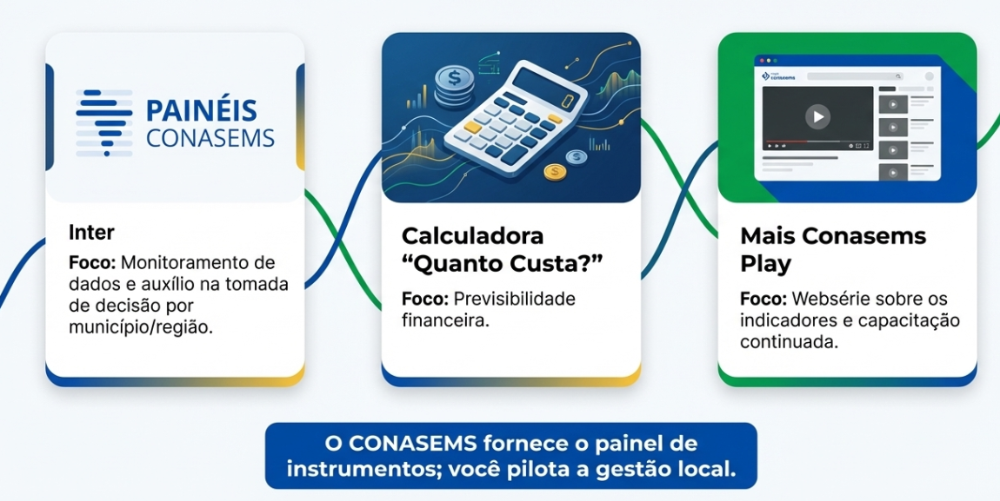 PAINÉIS
CONASEMS
Inter
Foco: Monitoramento de
dados e auxílio na tomada
de decisão por
município/região.
$
$
$
Calculadora
“Quanto Custa?”
Foco: Previsibilidade
financeira.
conasems
Mais Conasems
Play
Foco: Websérie sobre os
indicadores e capacitação
continuada.
O CONASEMS fornece o painel de
instrumentos; você pilota a gestão local.